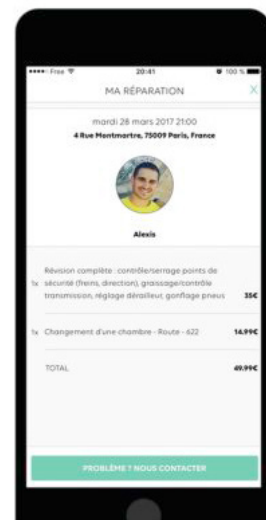 Free 20:41 100 %
MA RÉPARATION X
mardi 28 mars 2017 21:00
4 Rue Montmartre, 75009 Paris, France
Alexis
Révision complète : contrôle/serrage points de
1x sécurité (freins, direction), graissage/contrôle
transmission, réglage dérailleur, gonflage pneus 35€
1x Changement d'une chambre - Route - 622 14.99€
TOTAL 49.99€
PROBLÈME ? NOUS CONTACTER